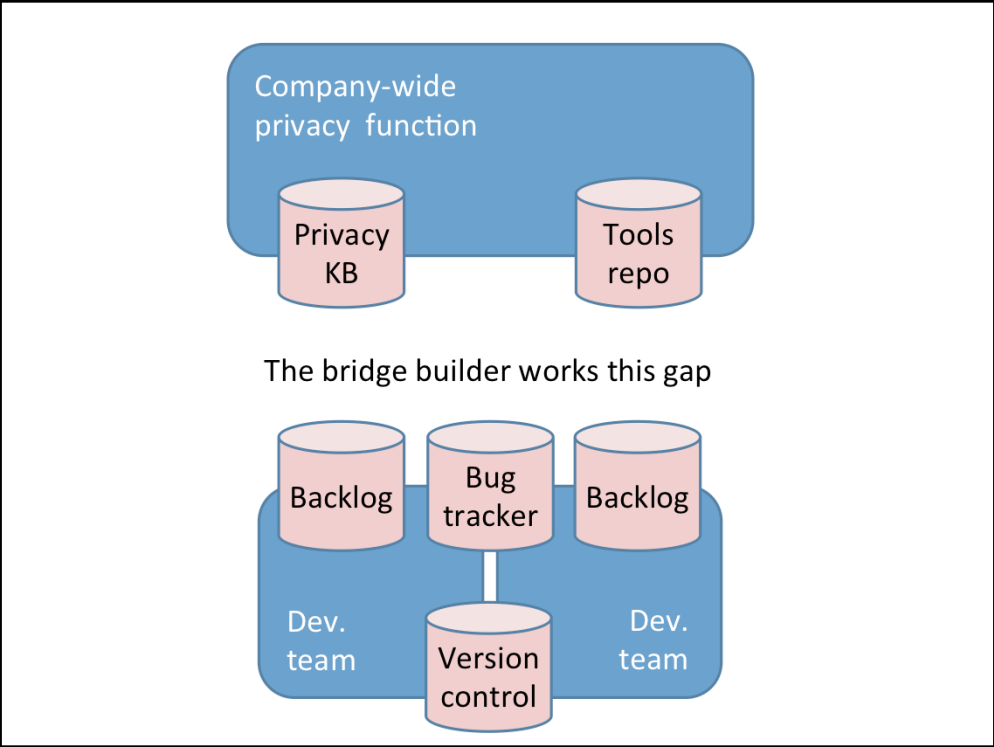 Company-wide
privacy function
Privacy
KB
Tools
repo
The bridge builder works this gap
Backlog
Bug
tracker
Backlog
Dev.
team
Dev.
team
Version
control